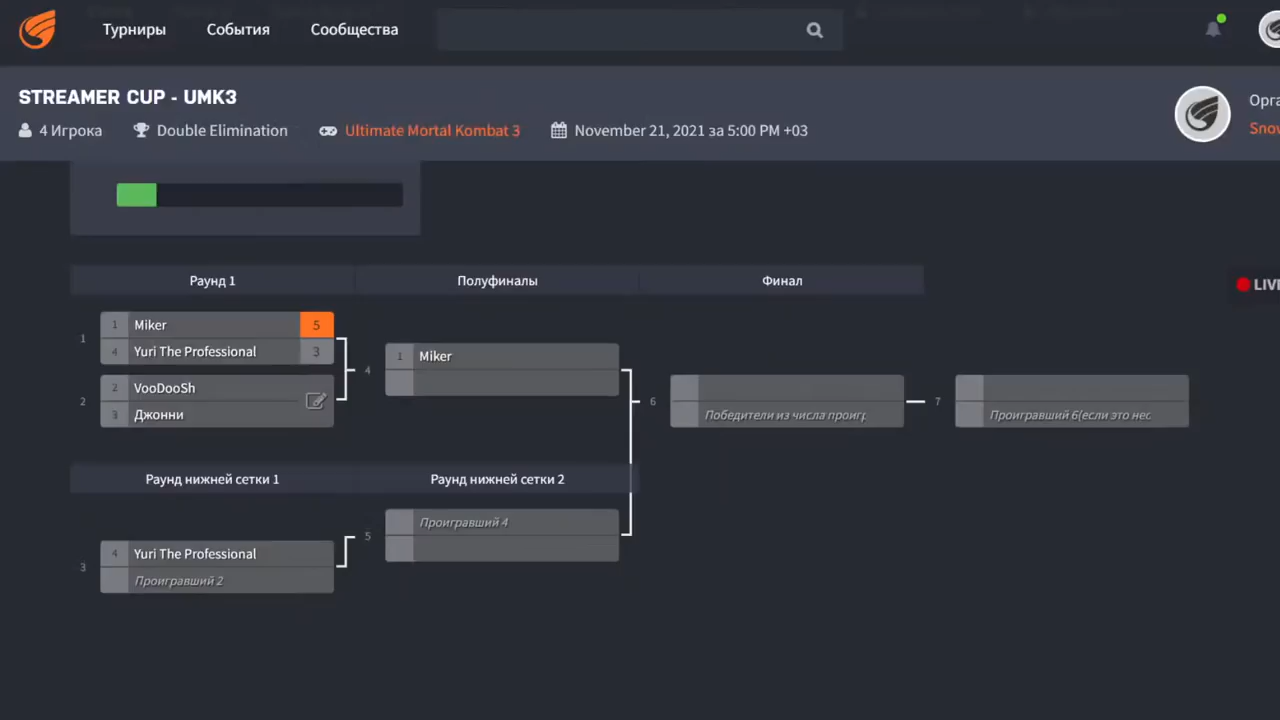 Турниры События Сообщества
STREAMER CUP - UMK3
4 Игрока Double Elimination Ultimate Mortal Kombat 3 November 21, 2021 за 5:00 PM +03
Орга
Snow
Раунд 1 Полуфиналы Финал
LIVE
1 1 Miker 5
4 Yuri The Professional 3
2 2 VooDooSh
3 Джонни
4 1 Miker
6 Победители из числа проигр
7 Проигравший 6(если это нес
Раунд нижней сетки 1 Раунд нижней сетки 2
5 Проигравший 4
3 4 Yuri The Professional
Проигравший 2